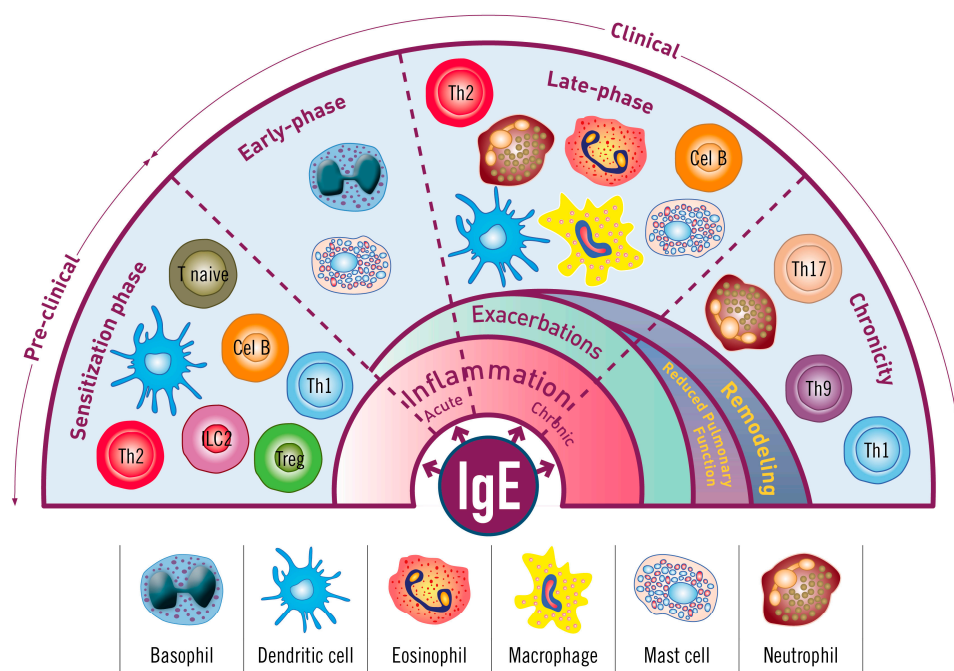 Clinical
Pre-clinical
Sensitization phase
Early-phase
Late-phase
Chronicity
T naive
Cel B
Th1
Th2
ILC2
Treg
Th2
Cel B
Th17
Th9
Th1
Exacerbations
Inflammation
Acute
Chronic
Reduced Pulmonary
Function
Remodeling
IgE
Basophil
Dendritic cell
Eosinophil
Macrophage
Mast cell
Neutrophil